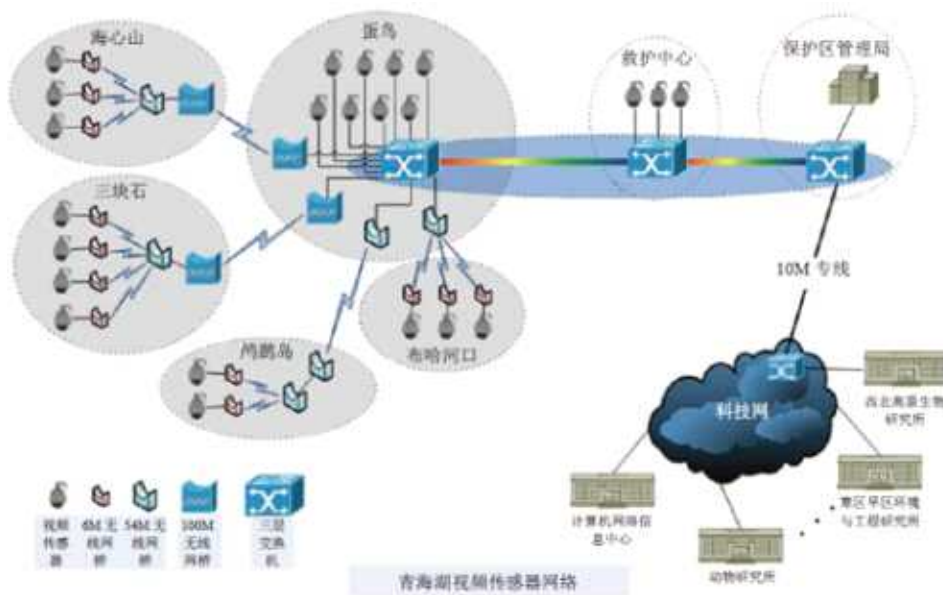 海心山
蛋鸟
救护中心
保护区管理局
三块石
10M 专线
布哈河口
鸬鹚岛
科技网
西北高原生物
研究所
寒区旱区环境
与工程研究所
计算机网络信
息中心
动物研究所
视频
传感
器
6M 无
线网
桥
54M 无
线网
桥
100M
无线
网桥
三层
交换
机
青海湖视频传感器网络